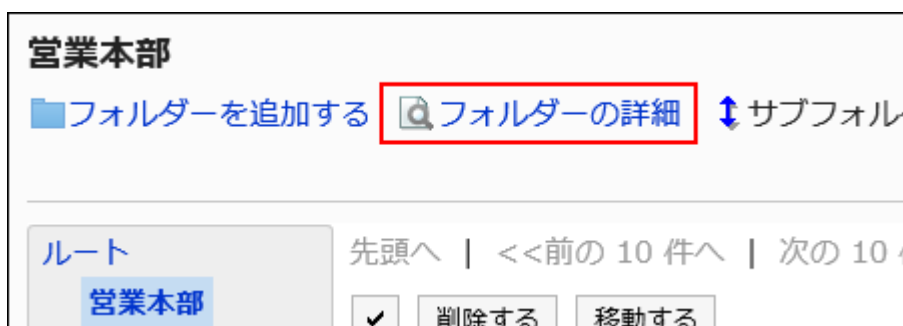 営業本部
フォルダーを追加する フォルダーの詳細 サブフォル
ルート
営業本部
先頭へ | <<前の 10 件へ | 次の 10
削除する 移動する